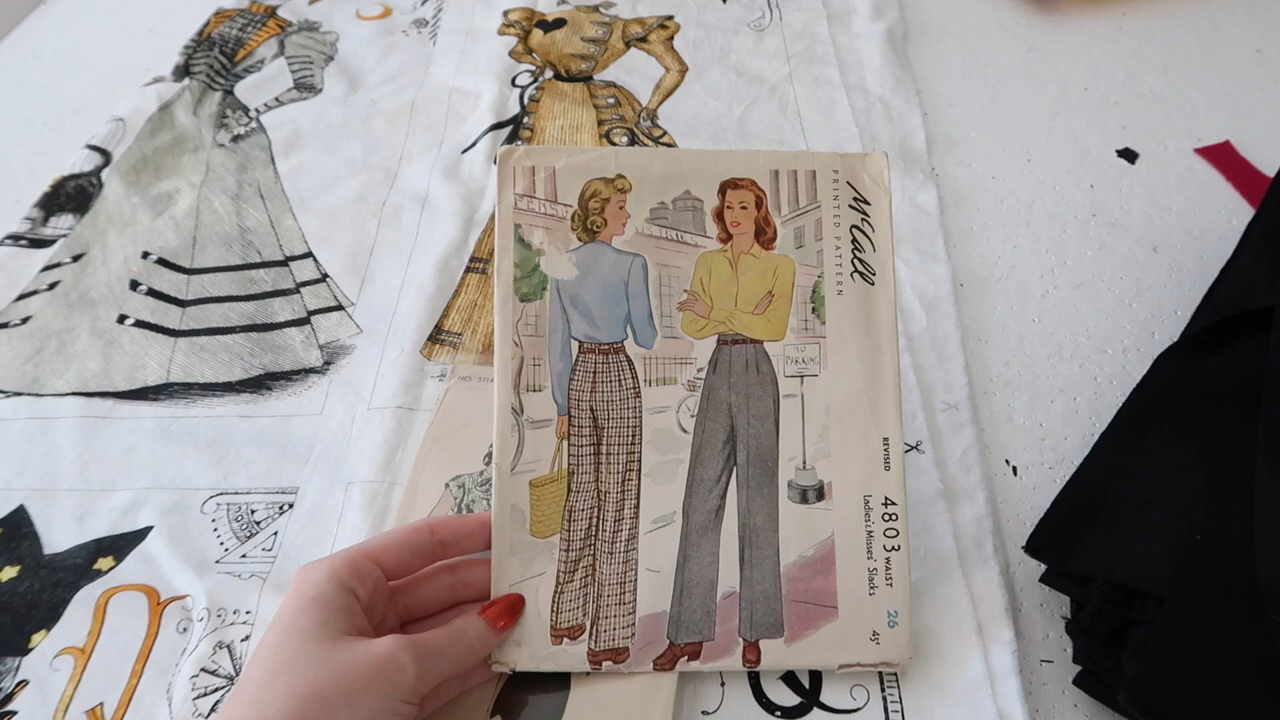 McCall
PRINTED PATTERN
NO
PARKING
REVISED
4803 WAIST 26
Ladies' & Misses' Slacks
45¢